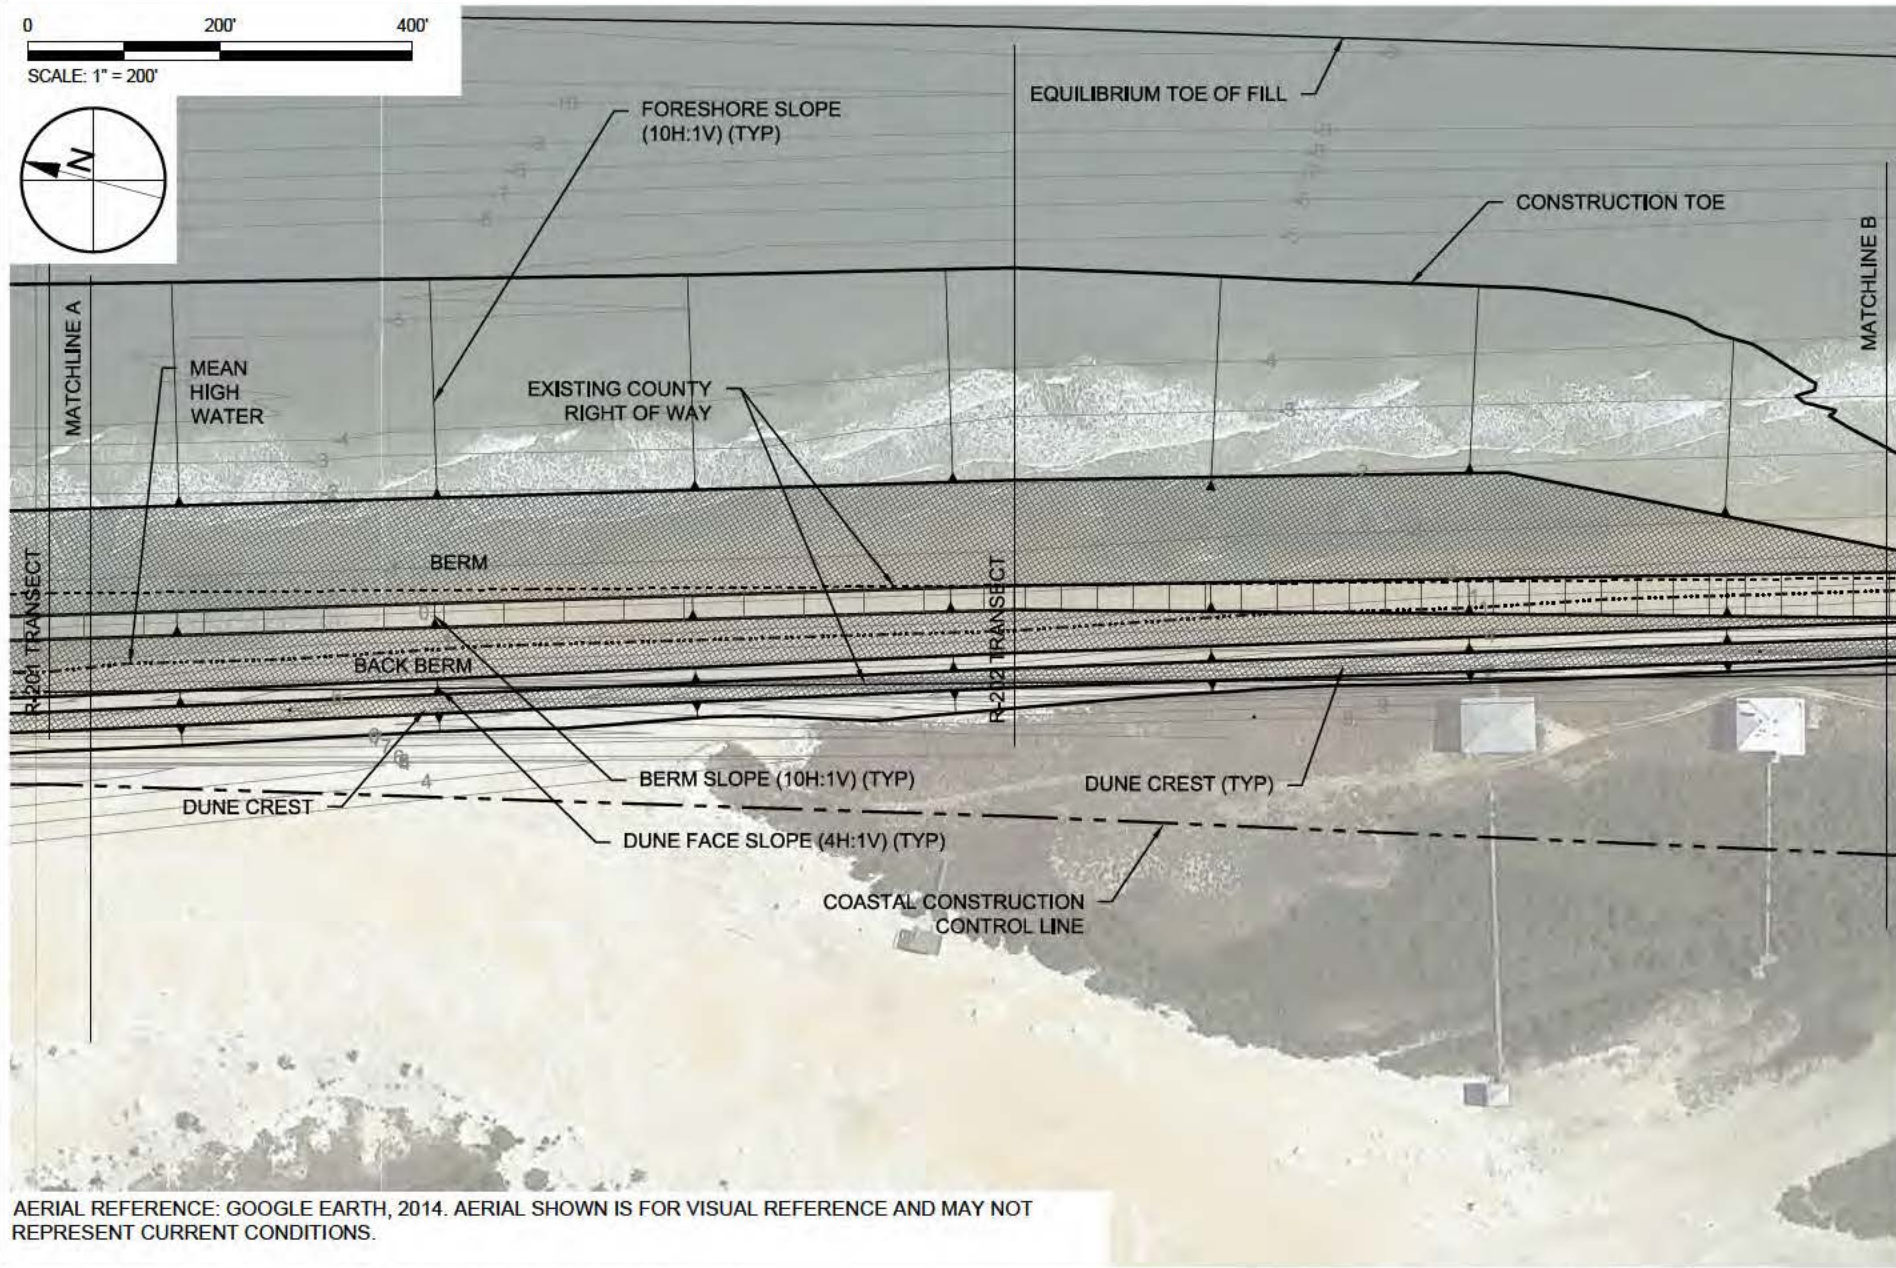 0 200' 400'
SCALE: 1" = 200'
N
FORESHORE SLOPE
(10H:1V) (TYP)
EQUILIBRIUM TOE OF FILL
CONSTRUCTION TOE
MATCHLINE A
MATCHLINE B
MEAN
HIGH
WATER
EXISTING COUNTY
RIGHT OF WAY
R-201 TRANSECT
BERM
R-202 TRANSECT
BACK BERM
BERM SLOPE (10H:1V) (TYP)
DUNE CREST (TYP)
DUNE CREST
DUNE FACE SLOPE (4H:1V) (TYP)
COASTAL CONSTRUCTION
CONTROL LINE
AERIAL REFERENCE: GOOGLE EARTH, 2014. AERIAL SHOWN IS FOR VISUAL REFERENCE AND MAY NOT
REPRESENT CURRENT CONDITIONS.